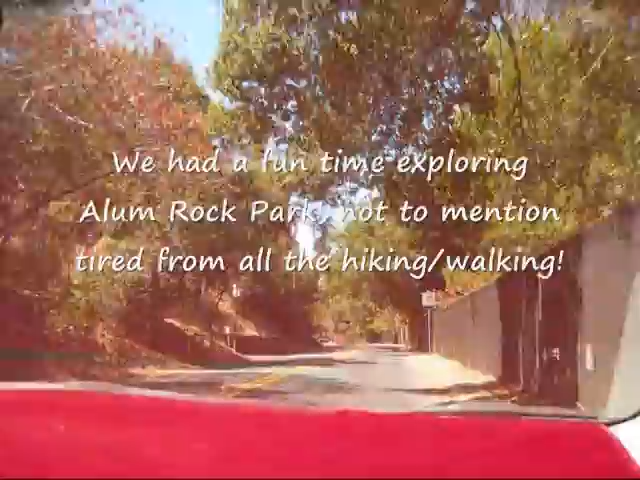 We had a fun time exploring
Alum Rock Park, not to mention
tired from all the hiking/walking!